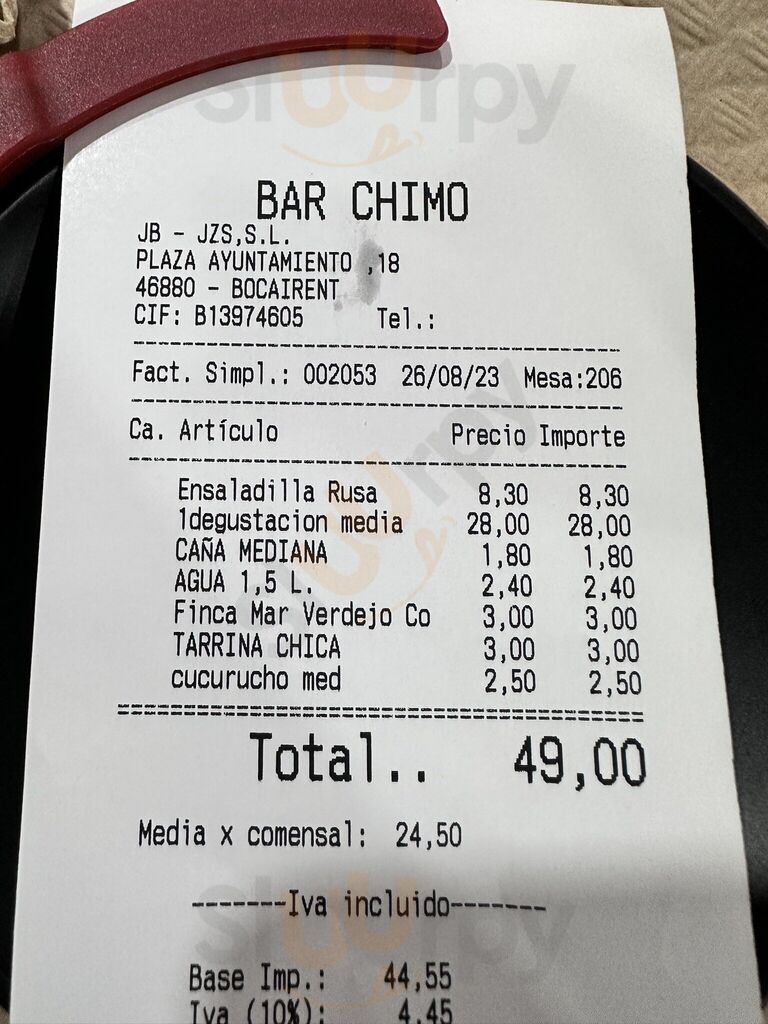 Sluurpy
BAR CHIMO
JB - JZS,S.L.
PLAZA AYUNTAMIENTO ,18
46880 - BOCAIRENT
CIF: B13974605 Tel.:
Fact. Simpl.: 002053 26/08/23 Mesa:206
Ca. Artículo Precio Importe
Ensaladilla Rusa 8,30 8,30
1degustacion media 28,00 28,00
CAÑA MEDIANA 1,80 1,80
AGUA 1,5 L. 2,40 2,40
Finca Mar Verdejo Co 3,00 3,00
TARRINA CHICA 3,00 3,00
cucurucho med 2,50 2,50
Total.. 49,00
Media x comensal: 24,50
-------Iva incluido-------
Sluurpy
Base Imp.: 44,55
Iva (10%): 4,45